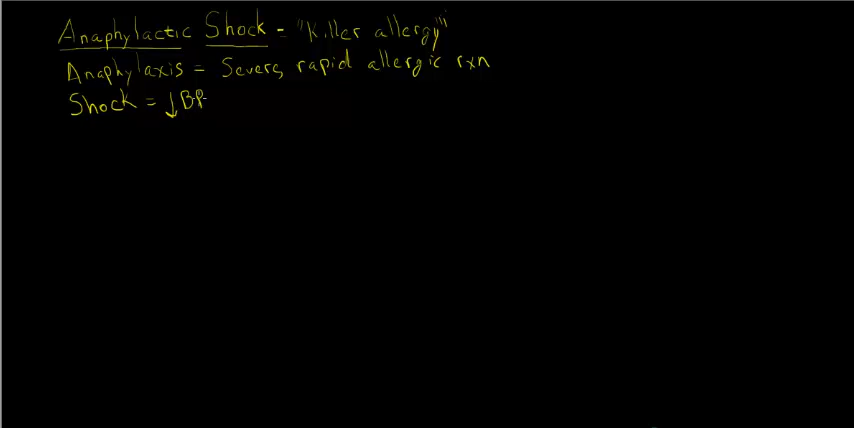 Anaphylactic Shock - "Killer allergy"
Anaphylaxis = Severe, rapid allergic rxn
Shock = ↓ BP